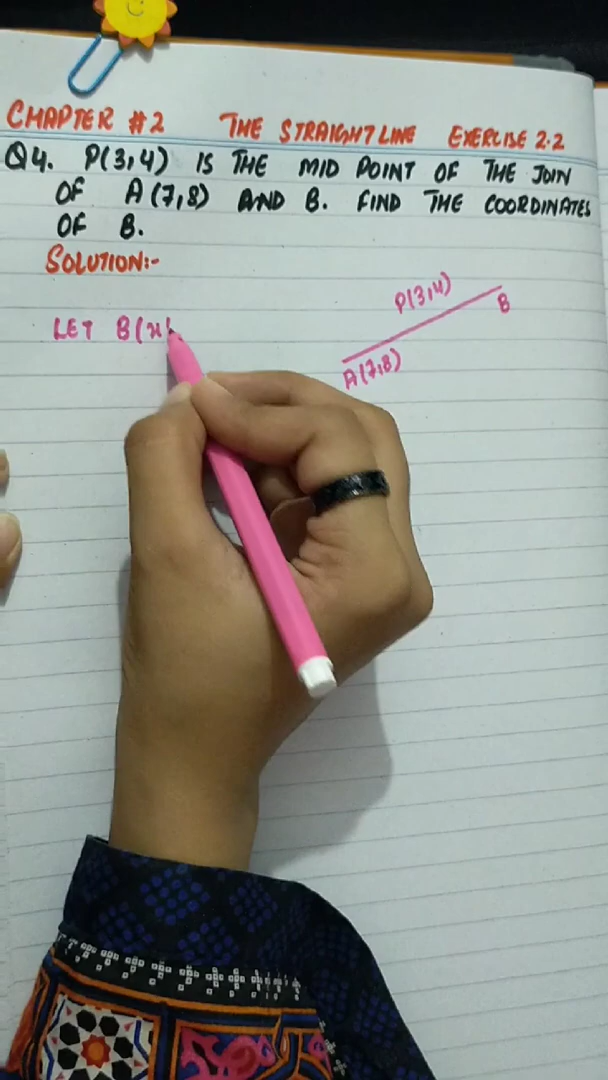 CHAPTER #2 THE STRAIGHT LINE EXERCISE 2.2
Q4. P(3,4) IS THE MID POINT OF THE JOIN
OF A(7,8) AND B. FIND THE COORDINATES
OF B.
SOLUTION:-
P(3,4)
B
LET B(x
A(7,8)